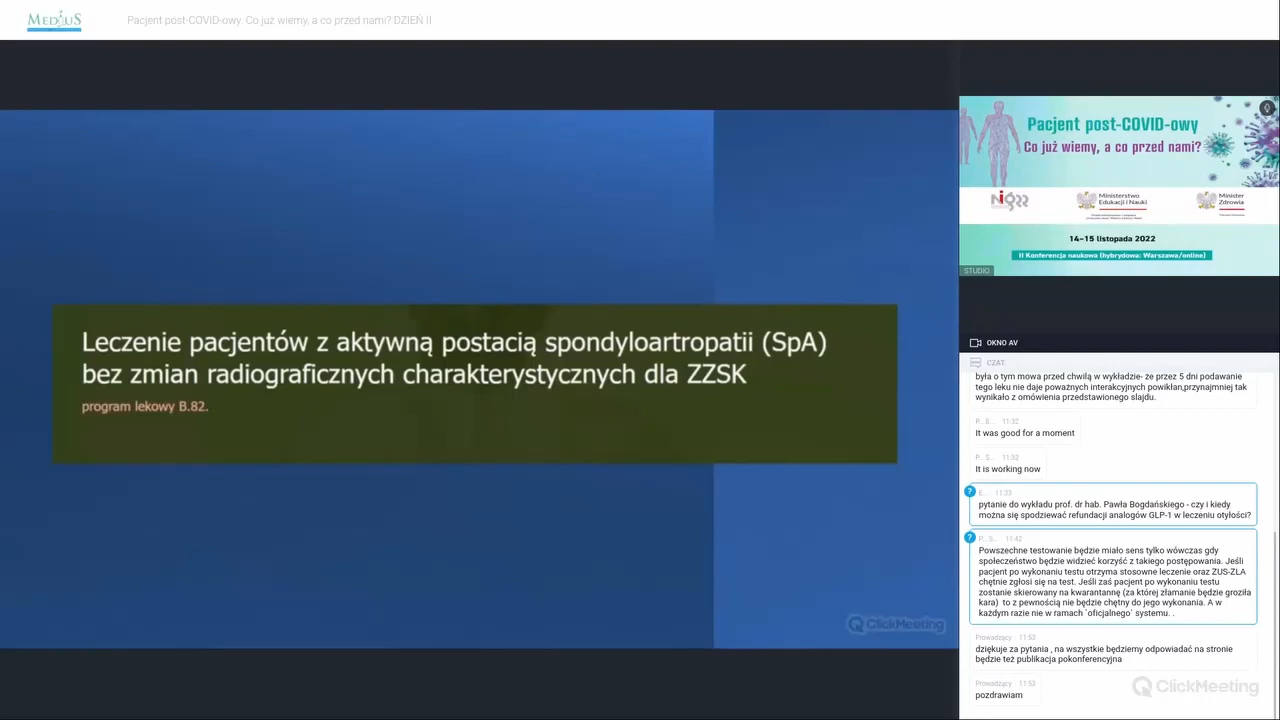 MEDIUS
Pacjent post-COVID-owy. Co już wiemy, a co przed nami? DZIEŃ II
Leczenie pacjentów z aktywną postacią spondyloartropatii (SpA)
bez zmian radiograficznych charakterystycznych dla ZZSK
program lekowy B.82.
ClickMeeting
Pacjent post-COVID-owy
Co już wiemy, a co przed nami?
Ministerstwo
Edukacji i Nauki
Minister
Zdrowia
14–15 listopada 2022
II Konferencja naukowa (hybrydowa: Warszawa/online)
STUDIO
OKNO AV
CZAT
była o tym mowa przed chwilą w wykładzie- że przez 5 dni podawanie
tego leku nie daje poważnych interakcyjnych powikłan,przynajmniej tak
wynikało z omówienia przedstawionego slajdu.
P... S... 11:32
It was good for a moment
P... S... 11:32
It is working now
? E... 11:33
pytanie do wykładu prof. dr hab. Pawła Bogdańskiego - czy i kiedy
można się spodziewać refundacji analogów GLP-1 w leczeniu otyłości?
? P... S... 11:42
Powszechne testowanie będzie miało sens tylko wówczas gdy
społeczeństwo będzie widzieć korzyść z takiego postępowania. Jeśli
pacjent po wykonaniu testu otrzyma stosowne leczenie oraz ZUS-ZLA
chętnie zgłosi się na test. Jeśli zaś pacjent po wykonaniu testu
zostanie skierowany na kwarantannę (za której złamanie będzie groziła
kara) to z pewnością nie będzie chętny do jego wykonania. A w
każdym razie nie w ramach `oficjalnego` systemu. .
Prowadzący 11:53
dziękuje za pytania , na wszystkie będziemy odpowiadać na stronie
będzie też publikacja pokonferencyjna
Prowadzący 11:53
pozdrawiam
ClickMeeting